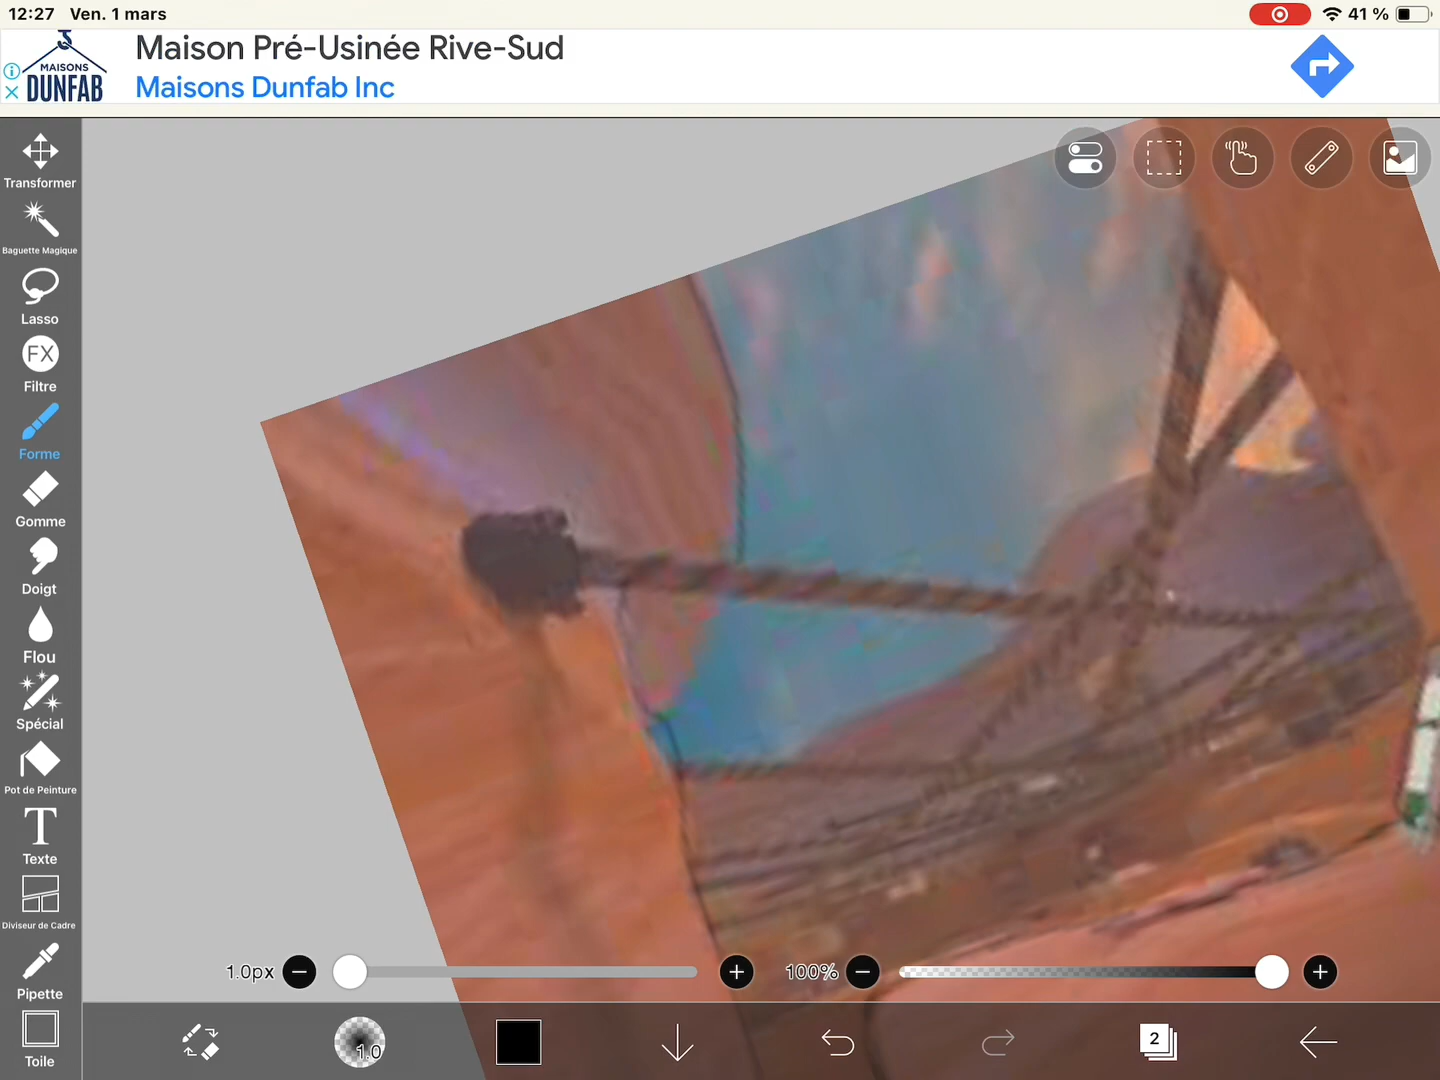 12:27 Ven. 1 mars
41 %
MAISONS
DUNFAB
Maison Pré-Usinée Rive-Sud
Maisons Dunfab Inc
Transformer
Baguette Magique
Lasso
FX
Filtre
Forme
Gomme
Doigt
Flou
Spécial
Pot de Peinture
T
Texte
Diviseur de Cadre
Pipette
Toile
1.0px
100%
1.0
2